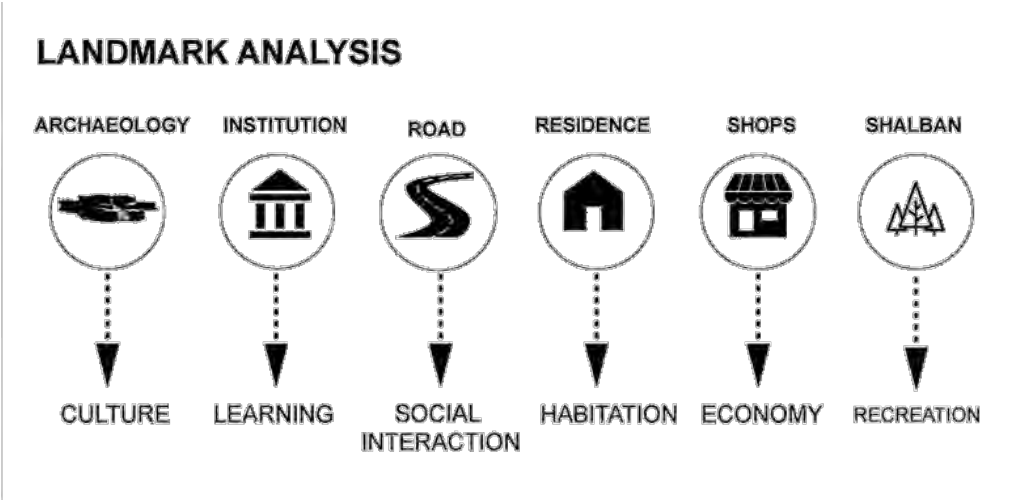 LANDMARK ANALYSIS
ARCHAEOLOGY
INSTITUTION
ROAD
RESIDENCE
SHOPS
SHALBAN
CULTURE
LEARNING
SOCIAL
INTERACTION
HABITATION
ECONOMY
RECREATION